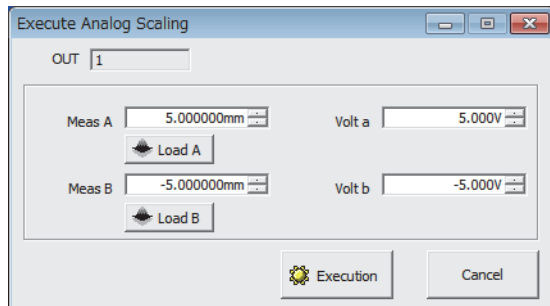 Execute Analog Scaling
OUT 1
Meas A 5.000000mm Volt a 5.000V
Load A
Meas B -5.000000mm Volt b -5.000V
Load B
Execution Cancel